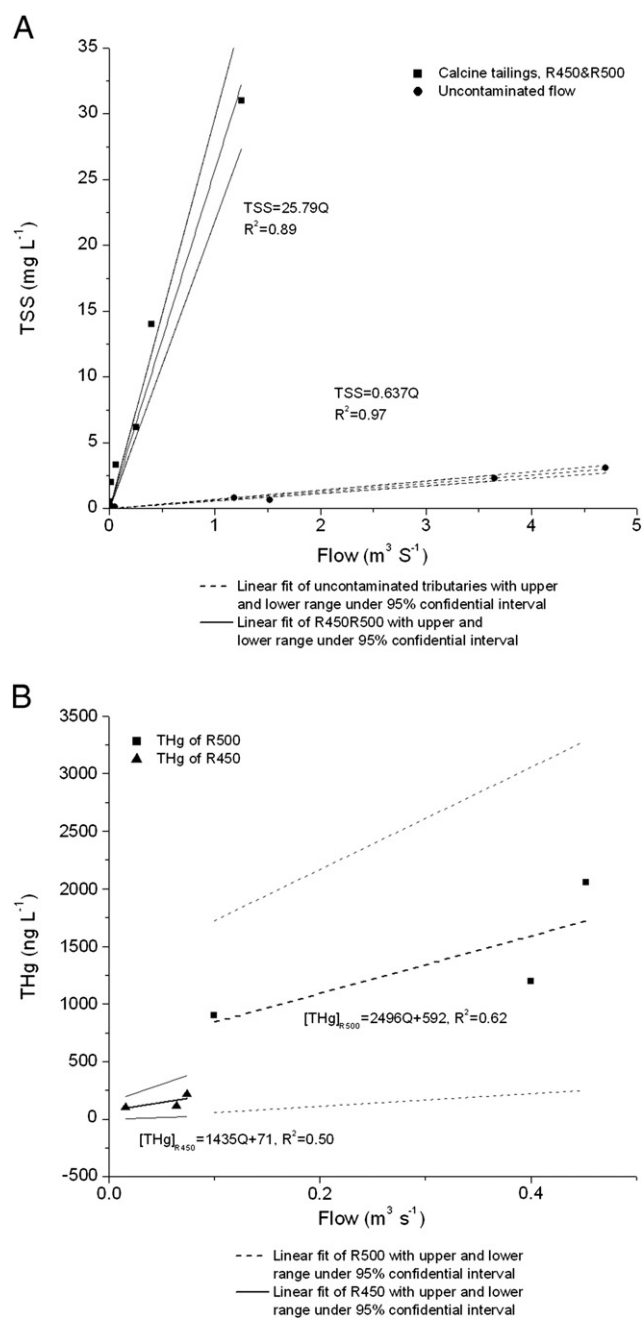 A
35
30
25
20
15
10
5
0
TSS (mg L⁻¹)
Calcine tailings, R450&R500
Uncontaminated flow
TSS=25.79Q
R²=0.89
TSS=0.637Q
R²=0.97
0 1 2 3 4 5
Flow (m³ S⁻¹)
Linear fit of uncontaminated tributaries with upper
and lower range under 95% confidential interval
Linear fit of R450R500 with upper and
lower range under 95% confidential interval
B
3500
3000
2500
2000
1500
1000
500
0
-500
THg (ng L⁻¹)
THg of R500
THg of R450
[THg]R500=2496Q+592, R²=0.62
[THg]R450=1435Q+71, R²=0.50
0.0 0.2 0.4
Flow (m³ s⁻¹)
Linear fit of R500 with upper and lower
range under 95% confidential interval
Linear fit of R450 with upper and lower
range under 95% confidential interval